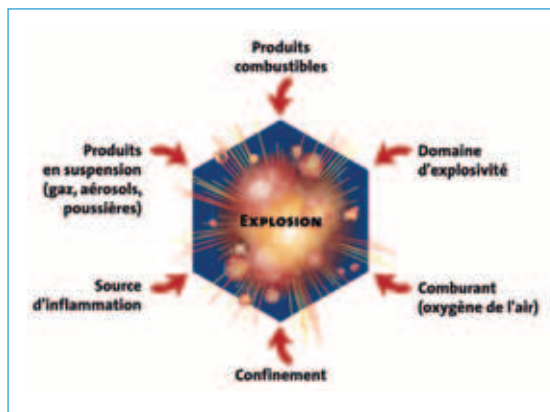 Produits
combustibles
Produits
en suspension
(gaz, aérosols,
poussières)
Domaine
d'explosivité
EXPLOSION
Source
d'inflammation
Comburant
(oxygène de l'air)
Confinement